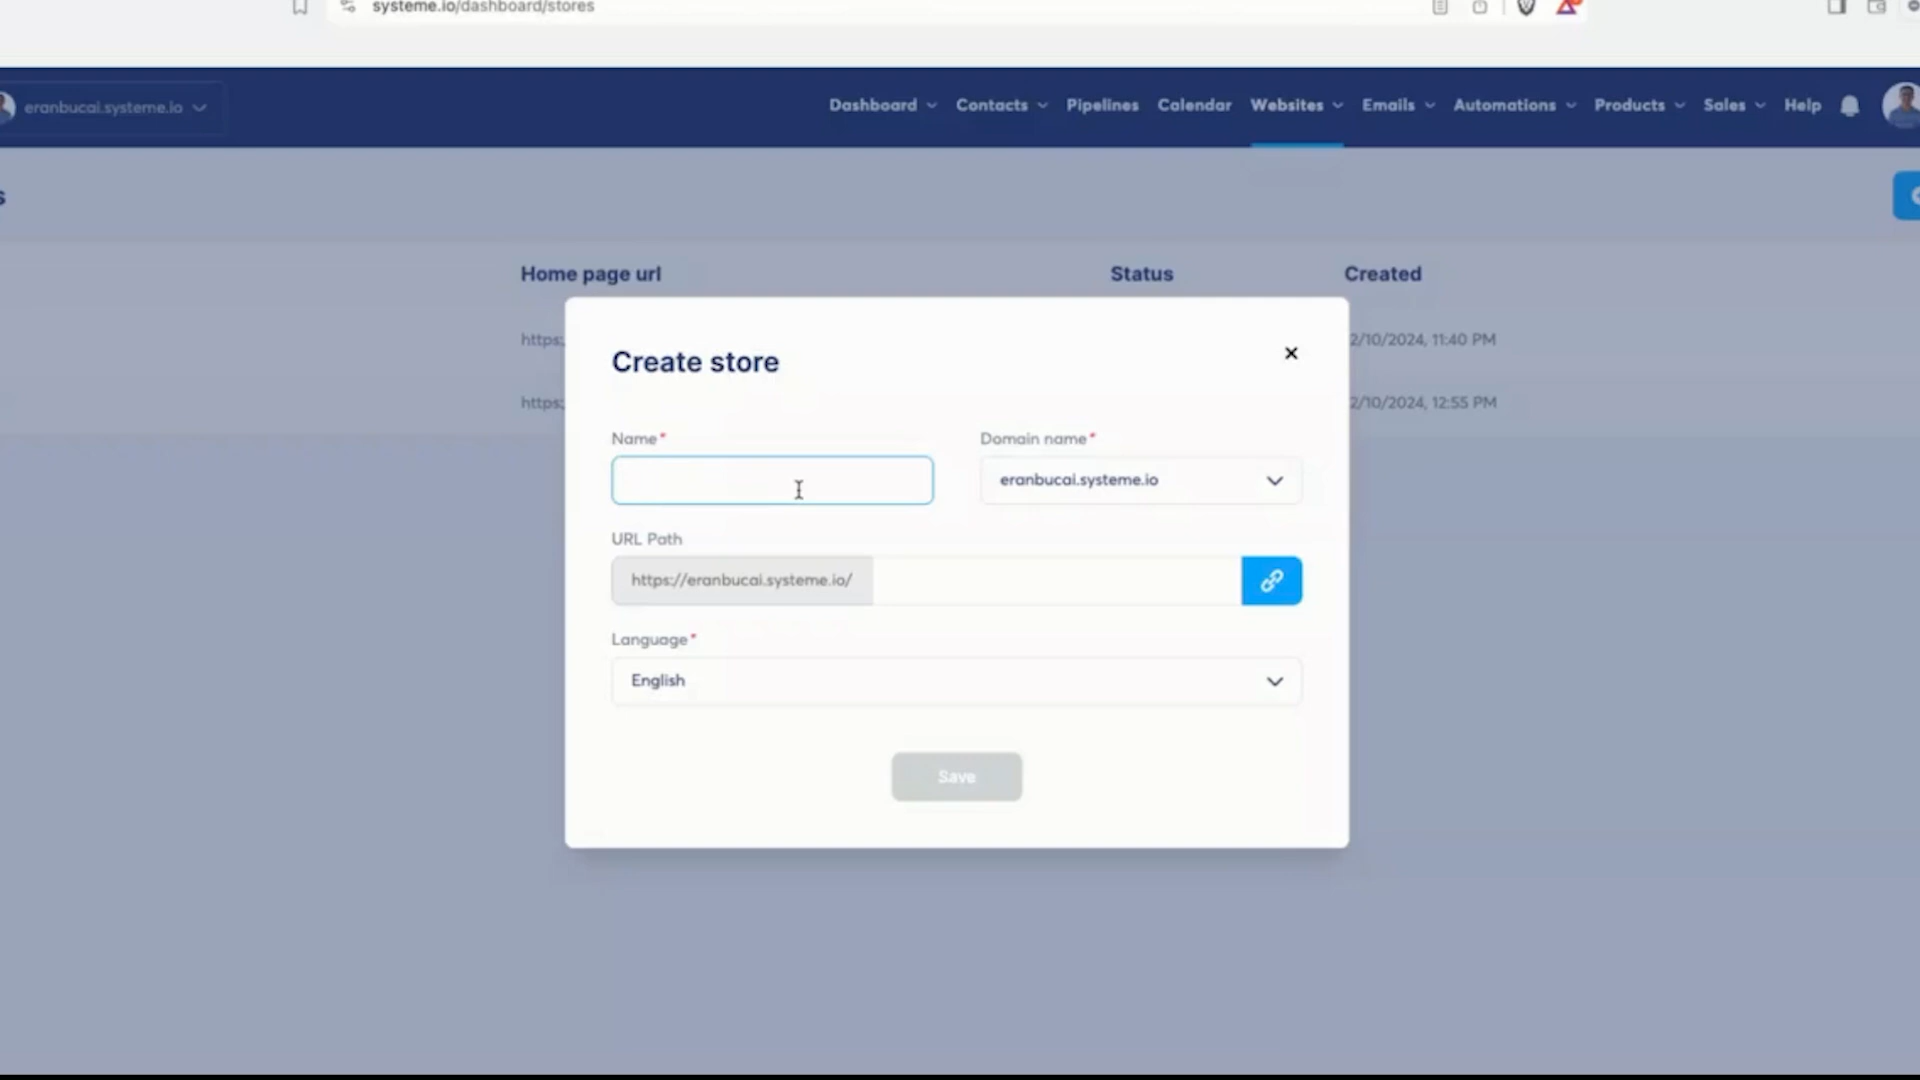 systeme.io/dashboard/stores
eranbucai.systeme.io
Dashboard Contacts Pipelines Calendar Websites Emails Automations Products Sales Help
s
Home page url Status Created
https: 2/10/2024, 11:40 PM
https: 2/10/2024, 12:55 PM
Create store
Name* Domain name*
eranbucai.systeme.io
URL Path
https://eranbucai.systeme.io/
Language*
English
Save